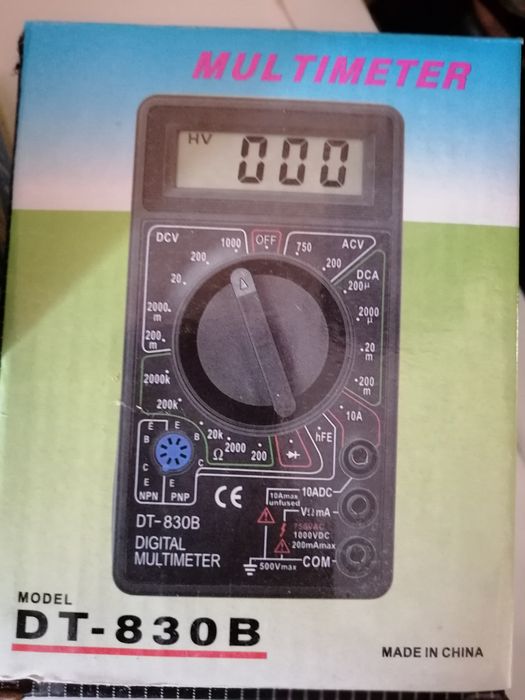 MULTIMETER
HV 000
DCV 1000 OFF 750 ACV
200 200 DCA
20 200µ
2000m 2000µ
200m 20m
2000k 200m
200k 10A
20k 2000 200 hFE
Ω
E E
B B
C C
E E
NPN PNP
CE
10Amax unfused 10ADC
VΩmA
750VAC
1000VDC
200mAmax
500Vmax COM
DT-830B
DIGITAL
MULTIMETER
MODEL
DT-830B
MADE IN CHINA